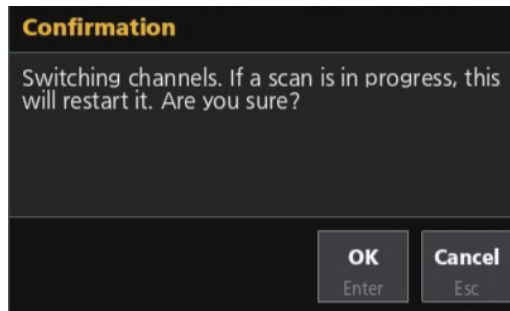 Confirmation
Switching channels. If a scan is in progress, this
will restart it. Are you sure?
OK
Enter
Cancel
Esc